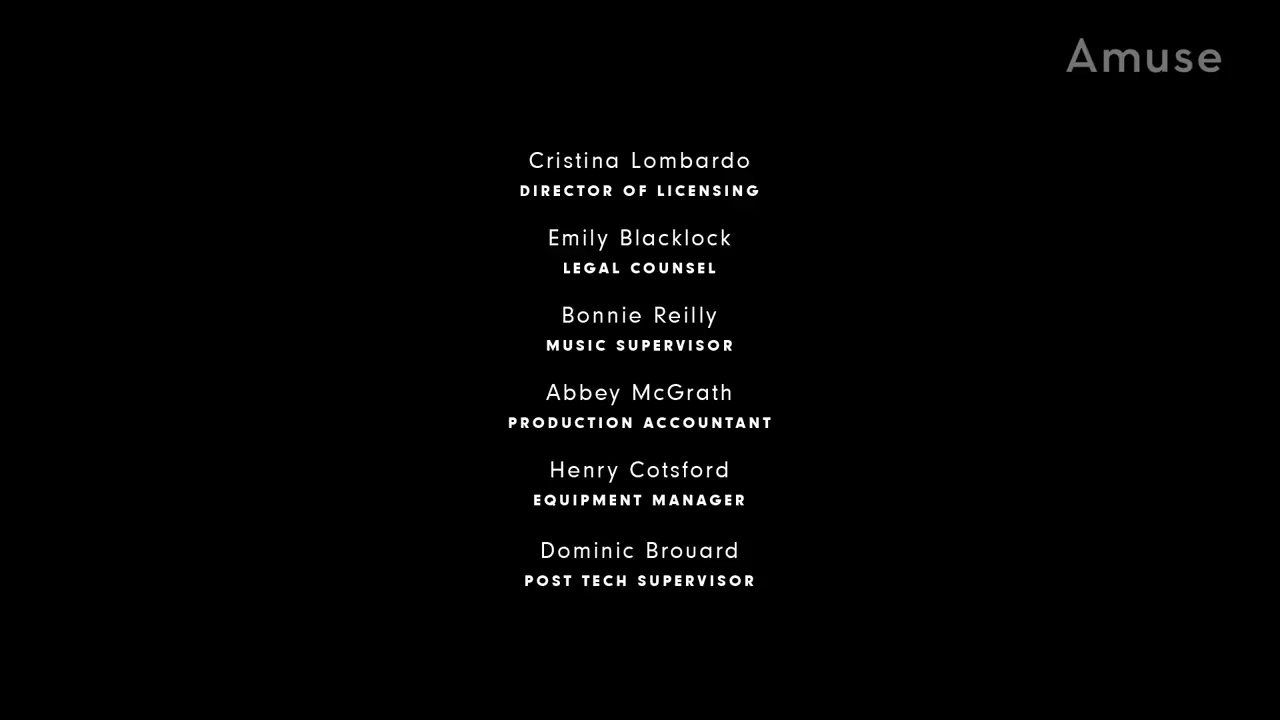 Amuse
Cristina Lombardo
DIRECTOR OF LICENSING
Emily Blacklock
LEGAL COUNSEL
Bonnie Reilly
MUSIC SUPERVISOR
Abbey McGrath
PRODUCTION ACCOUNTANT
Henry Cotsford
EQUIPMENT MANAGER
Dominic Brouard
POST TECH SUPERVISOR